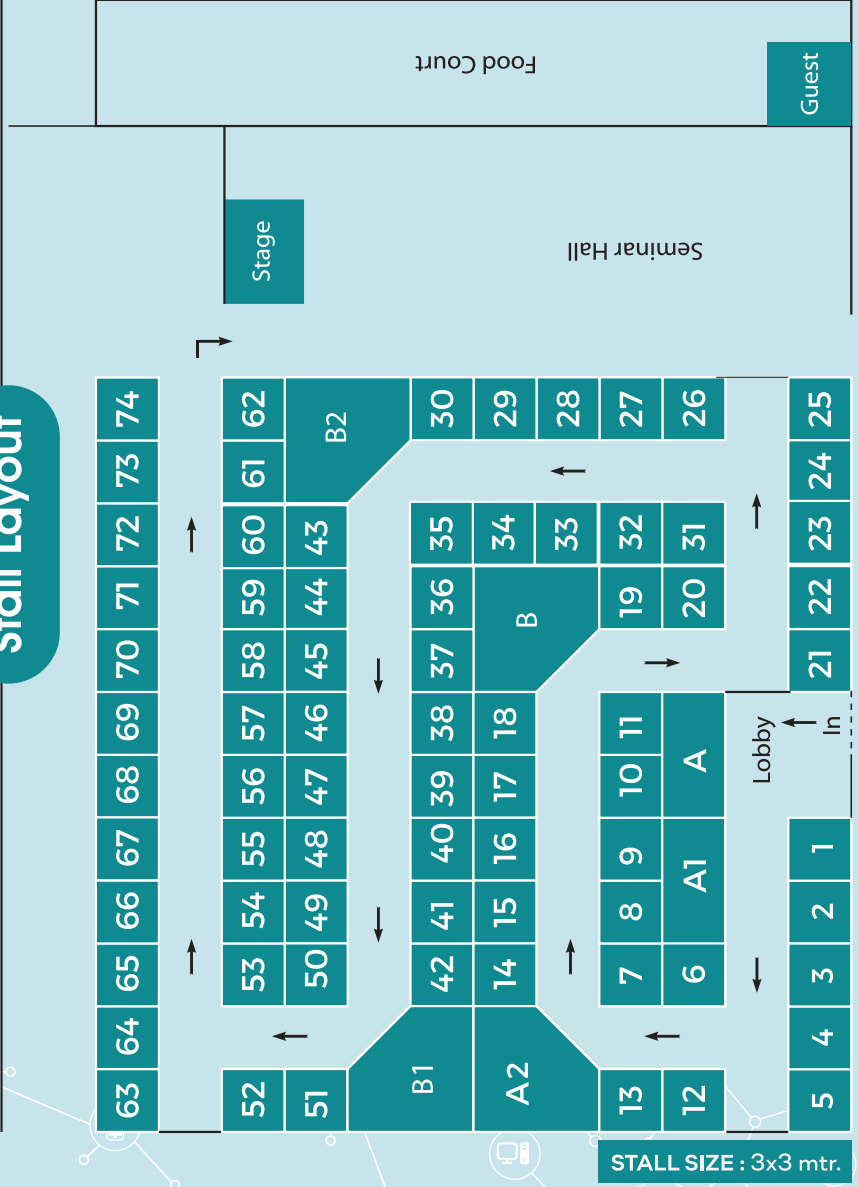 Stall Layout
63 64 65 66 67 68 69 70 71 72 73 74
52 53 54 55 56 57 58 59 60 61 62
Stage
51 50 49 48 47 46 45 44 43 B2
B1 42 41 40 39 38 37 36 35 30
A2 14 15 16 17 18 B 34 29
33 28
13 7 8 9 10 11 19 32 27
12 6 A1 A 20 31 26
Seminar Hall
Food Court
Lobby
In
5 4 3 2 1 21 22 23 24 25
Guest
STALL SIZE : 3x3 mtr.